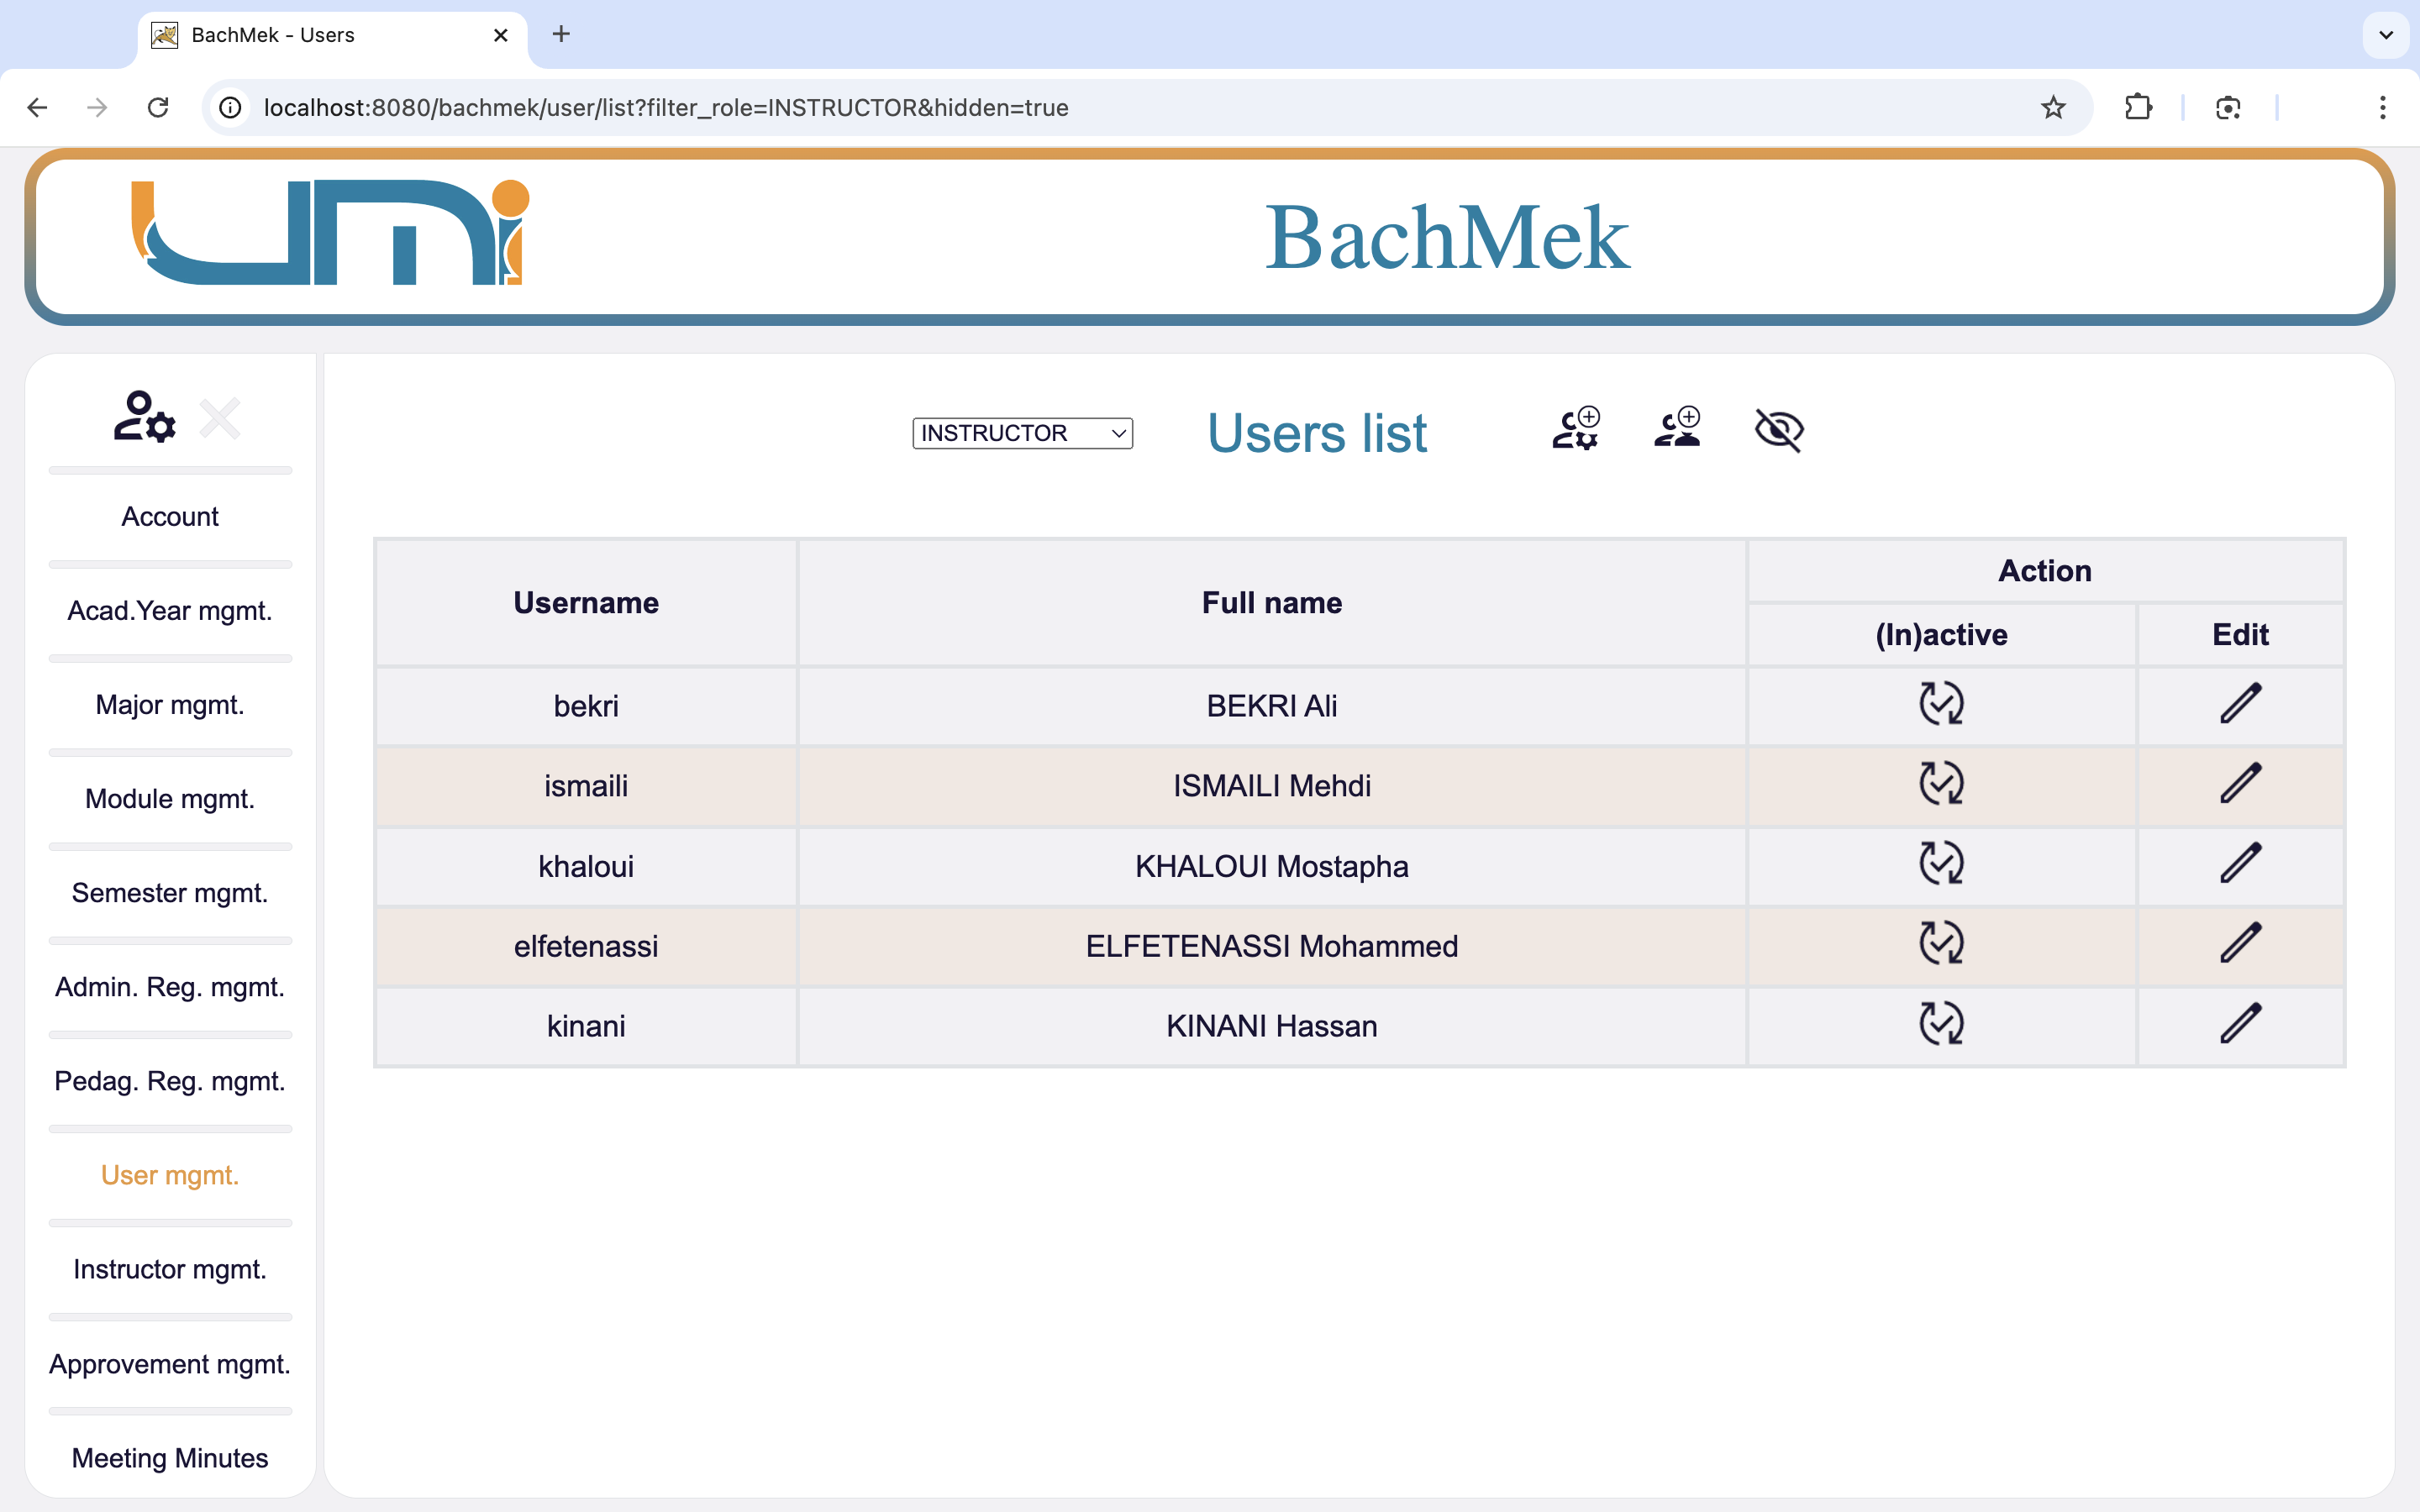 BachMek - Users
localhost:8080/bachmek/user/list?filter_role=INSTRUCTOR&hidden=true
umi
BachMek
INSTRUCTOR
Users list
Account
Acad.Year mgmt.
Major mgmt.
Module mgmt.
Semester mgmt.
Admin. Reg. mgmt.
Pedag. Reg. mgmt.
User mgmt.
Instructor mgmt.
Approvement mgmt.
Meeting Minutes
Username Full name Action
(In)active Edit
bekri BEKRI Ali
ismaili ISMAILI Mehdi
khaloui KHALOUI Mostapha
elfetenassi ELFETENASSI Mohammed
kinani KINANI Hassan